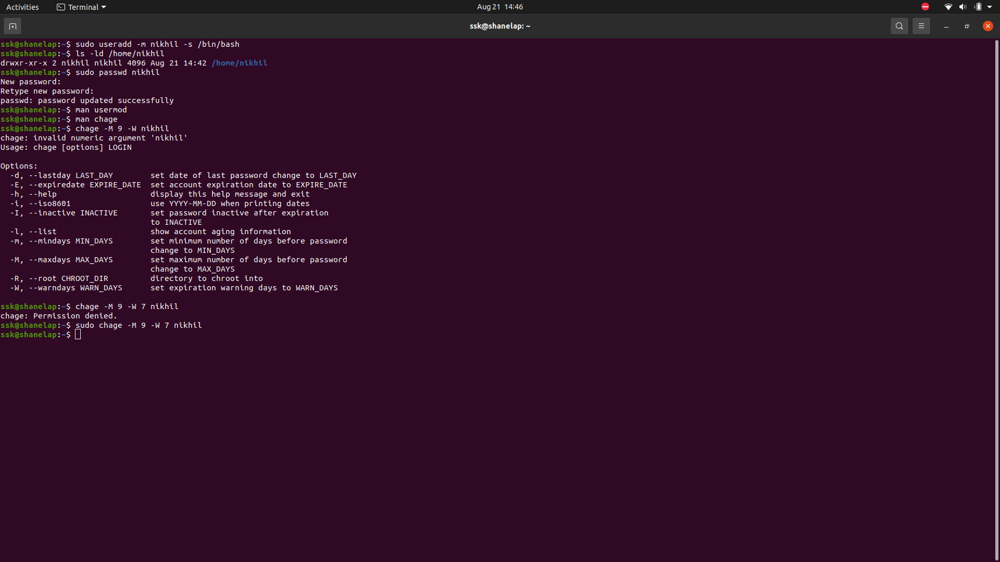 Activities Terminal Aug 21 14:46
ssk@shanelap: ~
ssk@shanelap:~$ sudo useradd -m nikhil -s /bin/bash
ssk@shanelap:~$ ls -ld /home/nikhil
drwxr-xr-x 2 nikhil nikhil 4096 Aug 21 14:42 /home/nikhil
ssk@shanelap:~$ sudo passwd nikhil
New password:
Retype new password:
passwd: password updated successfully
ssk@shanelap:~$ man usermod
ssk@shanelap:~$ man chage
ssk@shanelap:~$ chage -M 9 -W nikhil
chage: invalid numeric argument 'nikhil'
Usage: chage [options] LOGIN

Options:
  -d, --lastday LAST_DAY        set date of last password change to LAST_DAY
  -E, --expiredate EXPIRE_DATE  set account expiration date to EXPIRE_DATE
  -h, --help                    display this help message and exit
  -i, --iso8601                 use YYYY-MM-DD when printing dates
  -I, --inactive INACTIVE       set password inactive after expiration
                                to INACTIVE
  -l, --list                    show account aging information
  -m, --mindays MIN_DAYS        set minimum number of days before password
                                change to MIN_DAYS
  -M, --maxdays MAX_DAYS        set maximum number of days before password
                                change to MAX_DAYS
  -R, --root CHROOT_DIR         directory to chroot into
  -W, --warndays WARN_DAYS      set expiration warning days to WARN_DAYS

ssk@shanelap:~$ chage -M 9 -W 7 nikhil
chage: Permission denied.
ssk@shanelap:~$ sudo chage -M 9 -W 7 nikhil
ssk@shanelap:~$